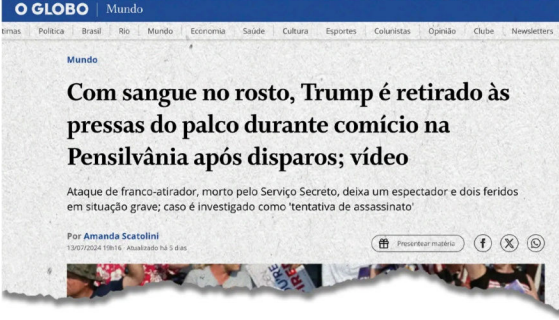 O GLOBO | Mundo
timas Política Brasil Rio Mundo Economia Saúde Cultura Esportes Colunistas Opinião Clube Newsletters
Mundo
Com sangue no rosto, Trump é retirado às
pressas do palco durante comício na
Pensilvânia após disparos; vídeo
Ataque de franco-atirador, morto pelo Serviço Secreto, deixa um espectador e dois feridos
em situação grave; caso é investigado como 'tentativa de assassinato'
Por Amanda Scatolini
13/07/2024 19h16 · Atualizado há 5 dias
Presentear matéria